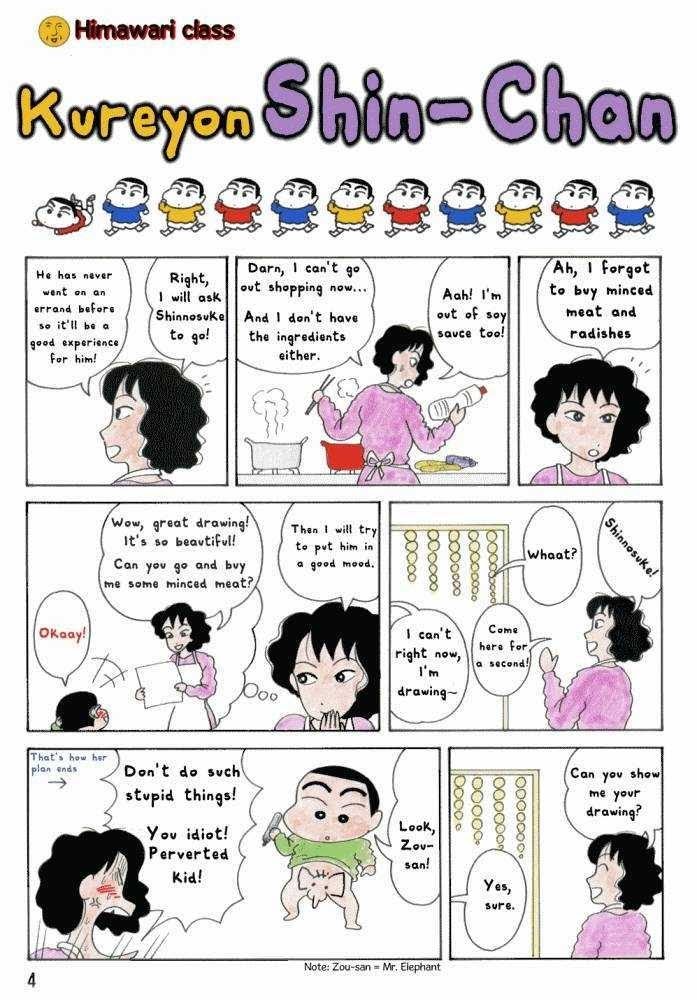 Himawari class
Kureyon Shin-Chan
Ah, I forgot
to buy minced
meat and
radishes
Aah! I'm
out of soy
sauce too!
Darn, I can't go
out shopping now...
And I don't have
the ingredients
either.
Right,
I will ask
Shinnosuke
to go!
He has never
went on an
errand before
so it'll be a
good experience
for him!
Shinnosuke!
Whaat?
Come
here for
a second!
I can't
right now,
I'm
drawing~
Then I will try
to put him in
a good mood.
Wow, great drawing!
It's so beautiful!
Can you go and buy
me some minced meat?
Okaay!
Can you show
me your
drawing?
Yes,
sure.
Look,
Zou-
san!
Don't do such
stupid things!
You idiot!
Perverted
Kid!
That's how her
plan ends
→
Note: Zou-san = Mr. Elephant
4